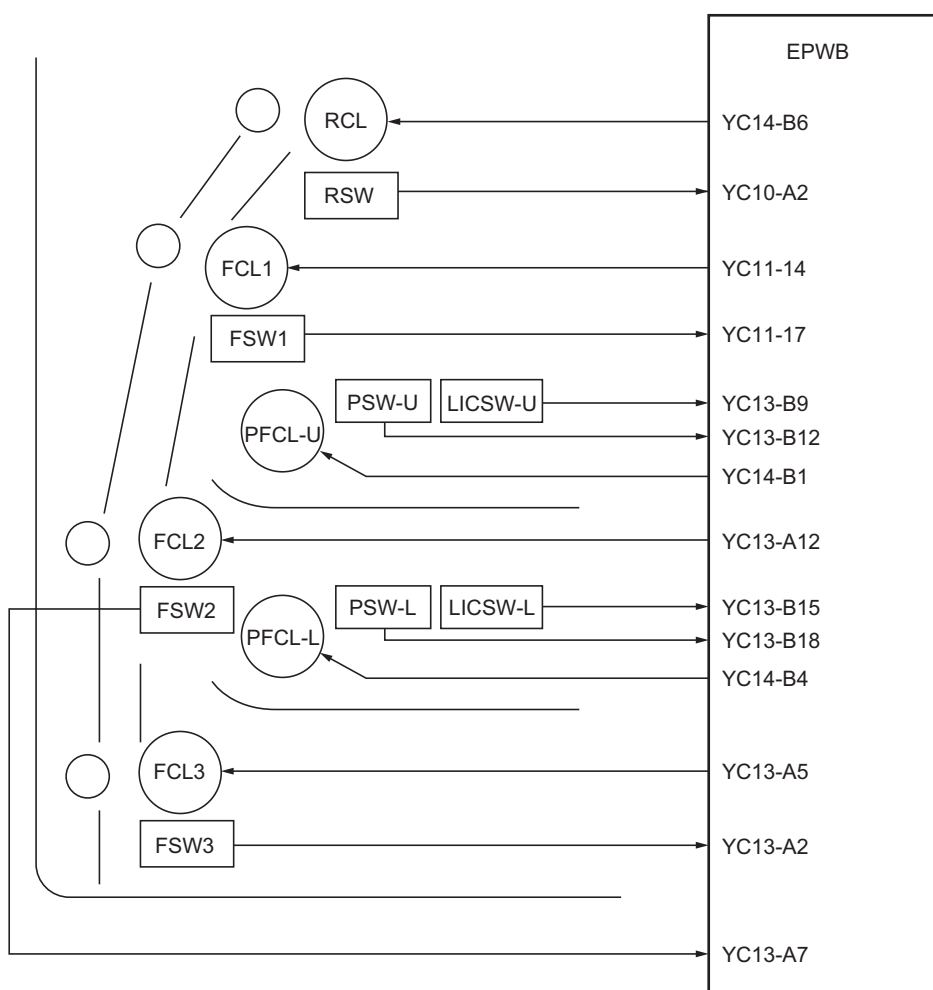 EPWB
RCL
YC14-B6
RSW
YC10-A2
FCL1
YC11-14
FSW1
YC11-17
PSW-U
LICSW-U
YC13-B9
PFCL-U
YC13-B12
YC14-B1
FCL2
YC13-A12
FSW2
PSW-L
LICSW-L
YC13-B15
PFCL-L
YC13-B18
YC14-B4
FCL3
YC13-A5
FSW3
YC13-A2
YC13-A7